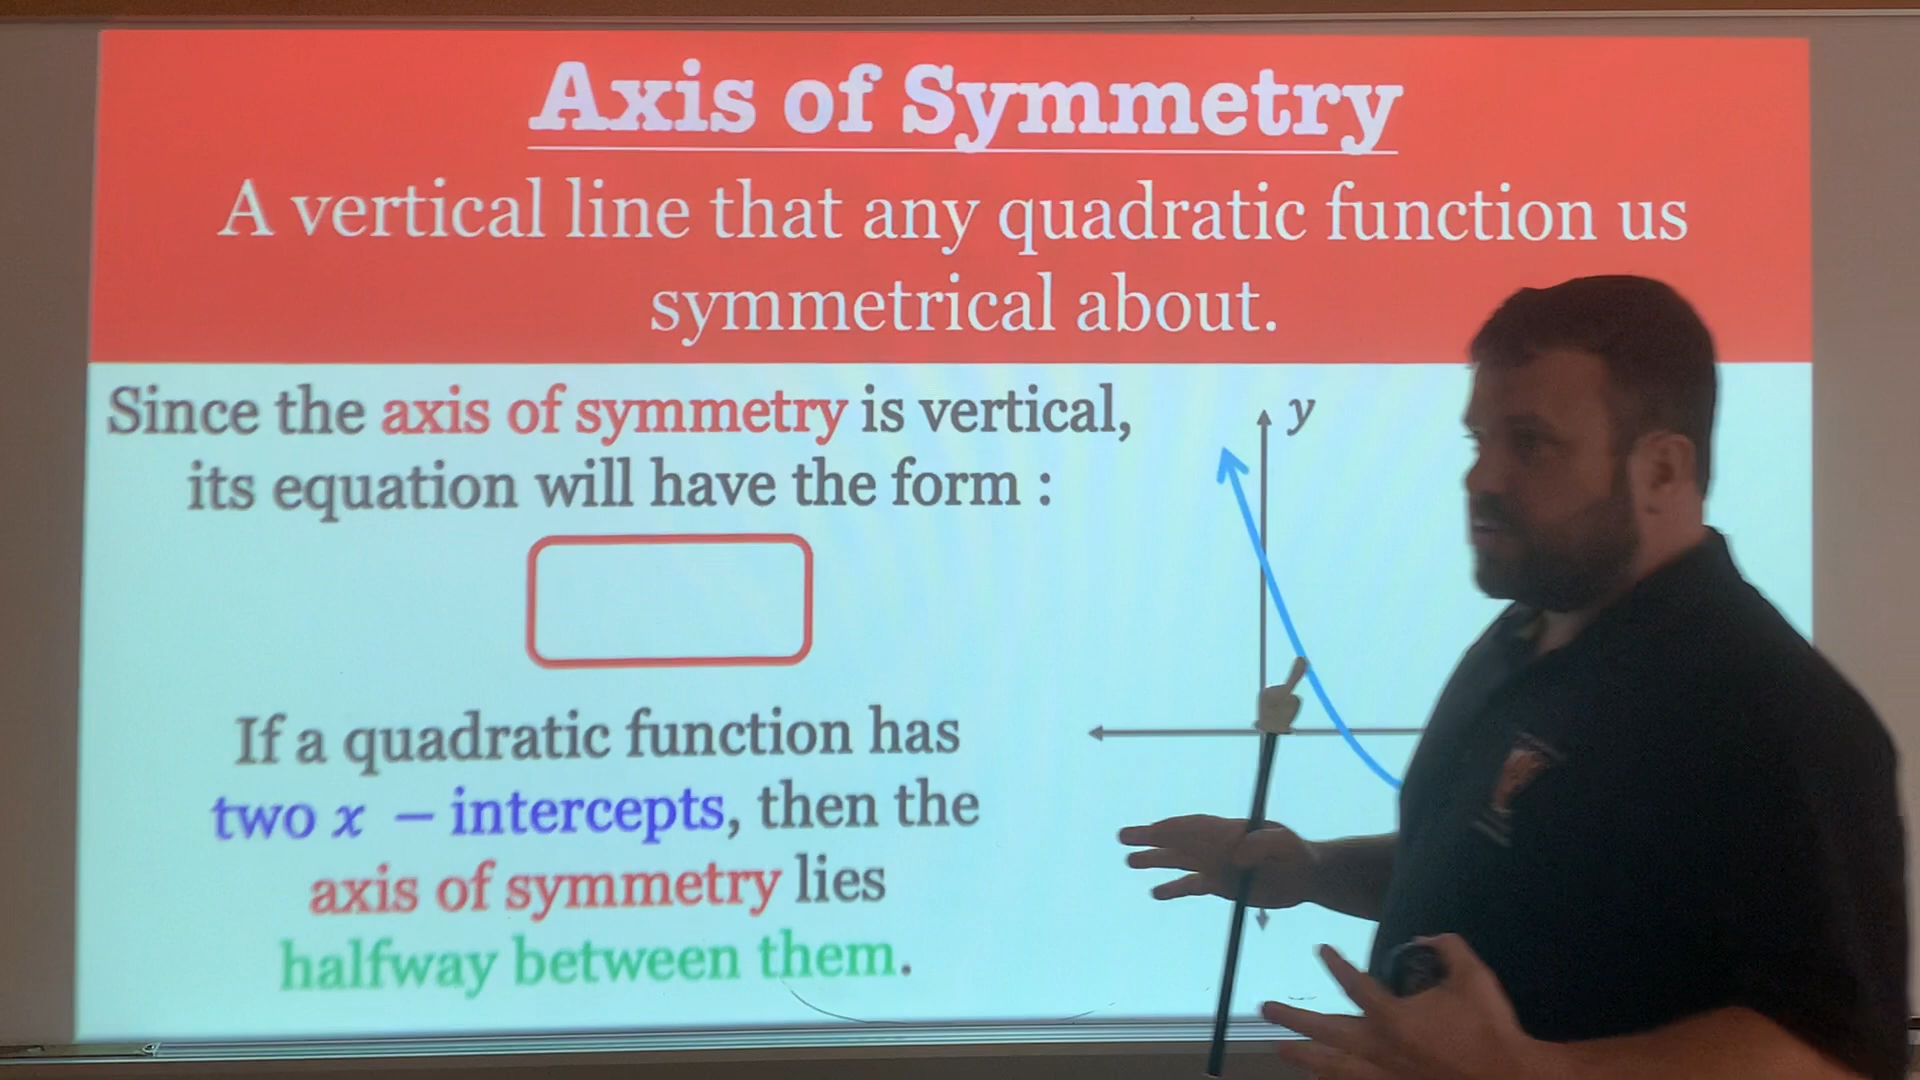 Axis of Symmetry
A vertical line that any quadratic function us
symmetrical about.
Since the axis of symmetry is vertical,
its equation will have the form :
If a quadratic function has
two x – intercepts, then the
axis of symmetry lies
halfway between them.
y